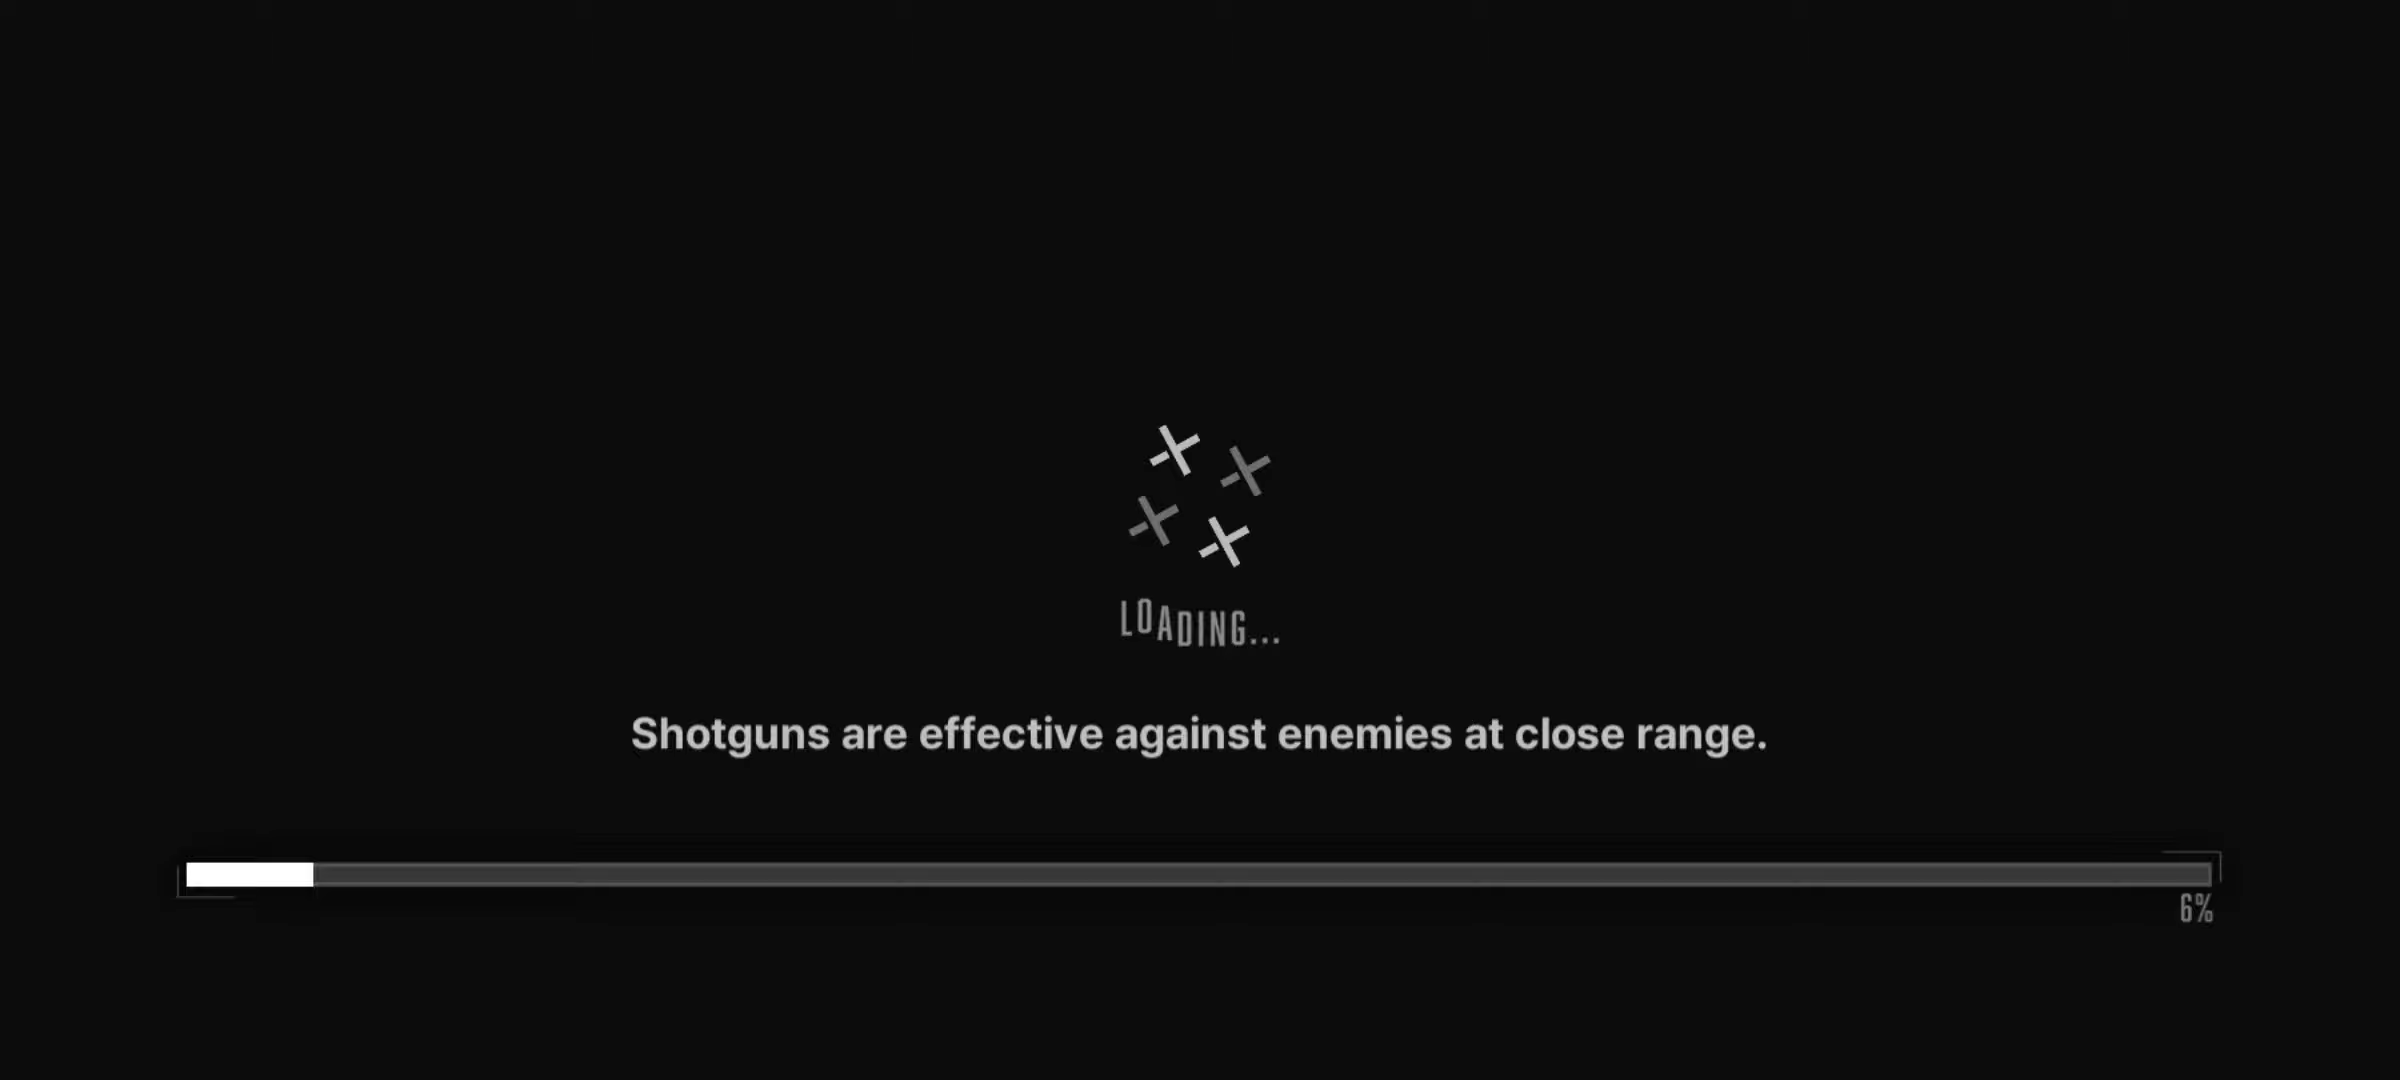 LOADING...
Shotguns are effective against enemies at close range.
6%